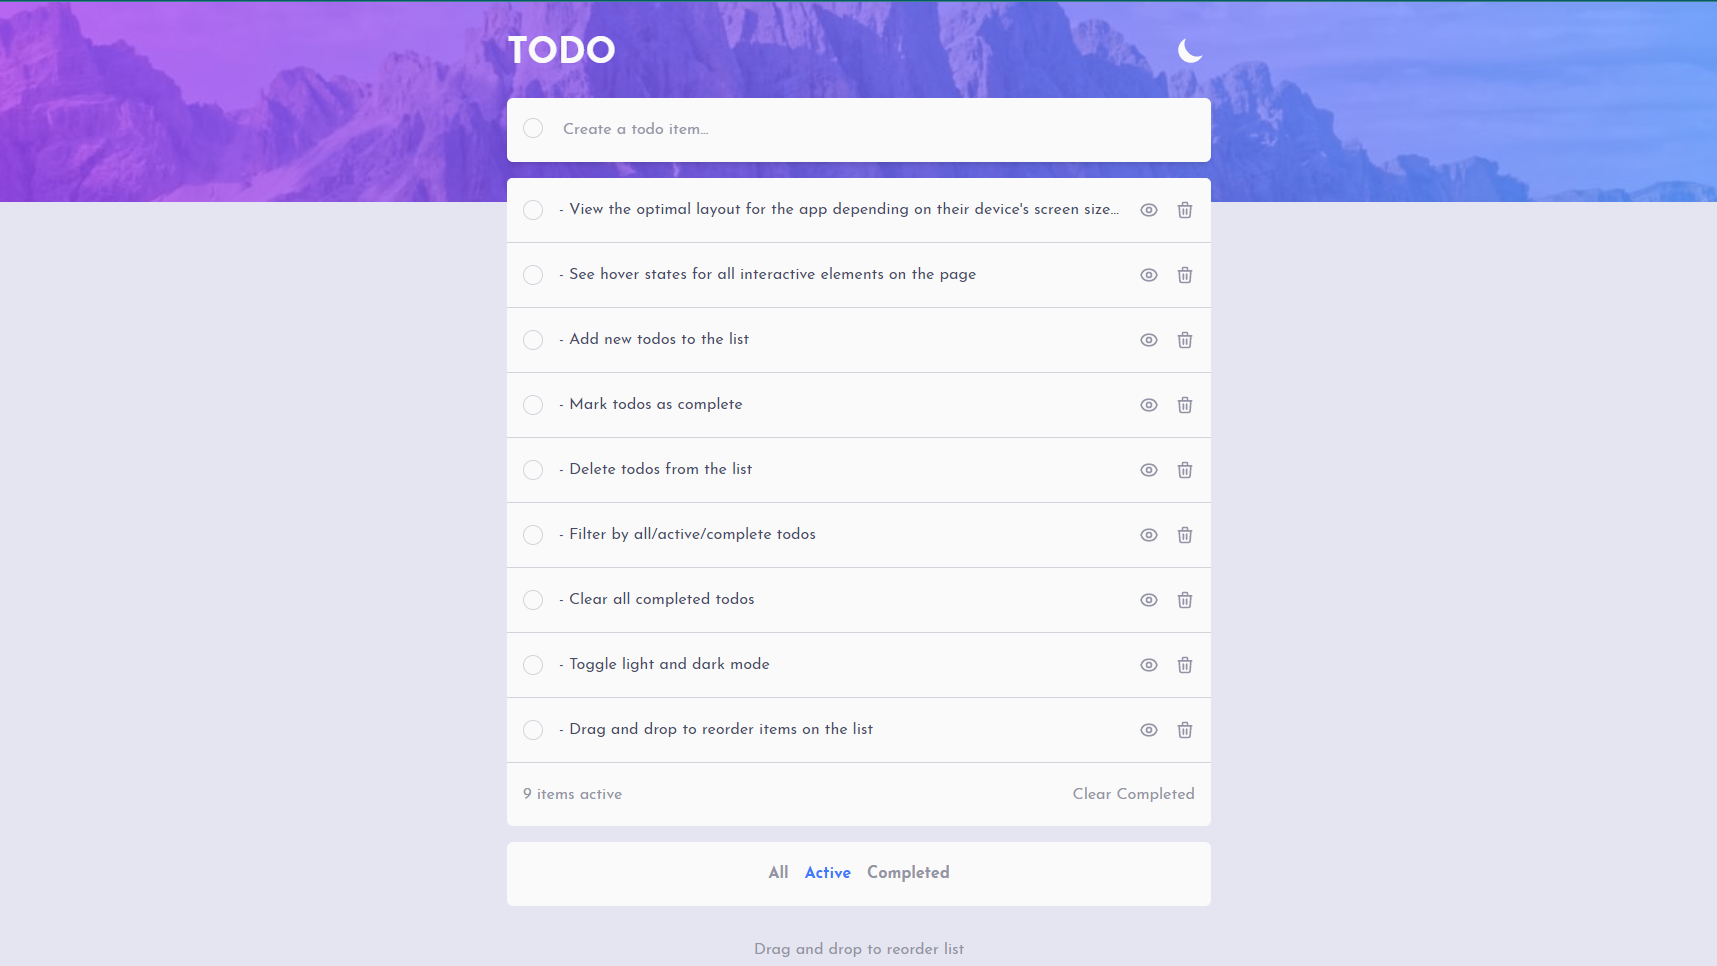 TODO
Create a todo item...
- View the optimal layout for the app depending on their device's screen size...
- See hover states for all interactive elements on the page
- Add new todos to the list
- Mark todos as complete
- Delete todos from the list
- Filter by all/active/complete todos
- Clear all completed todos
- Toggle light and dark mode
- Drag and drop to reorder items on the list
9 items active Clear Completed
All Active Completed
Drag and drop to reorder list